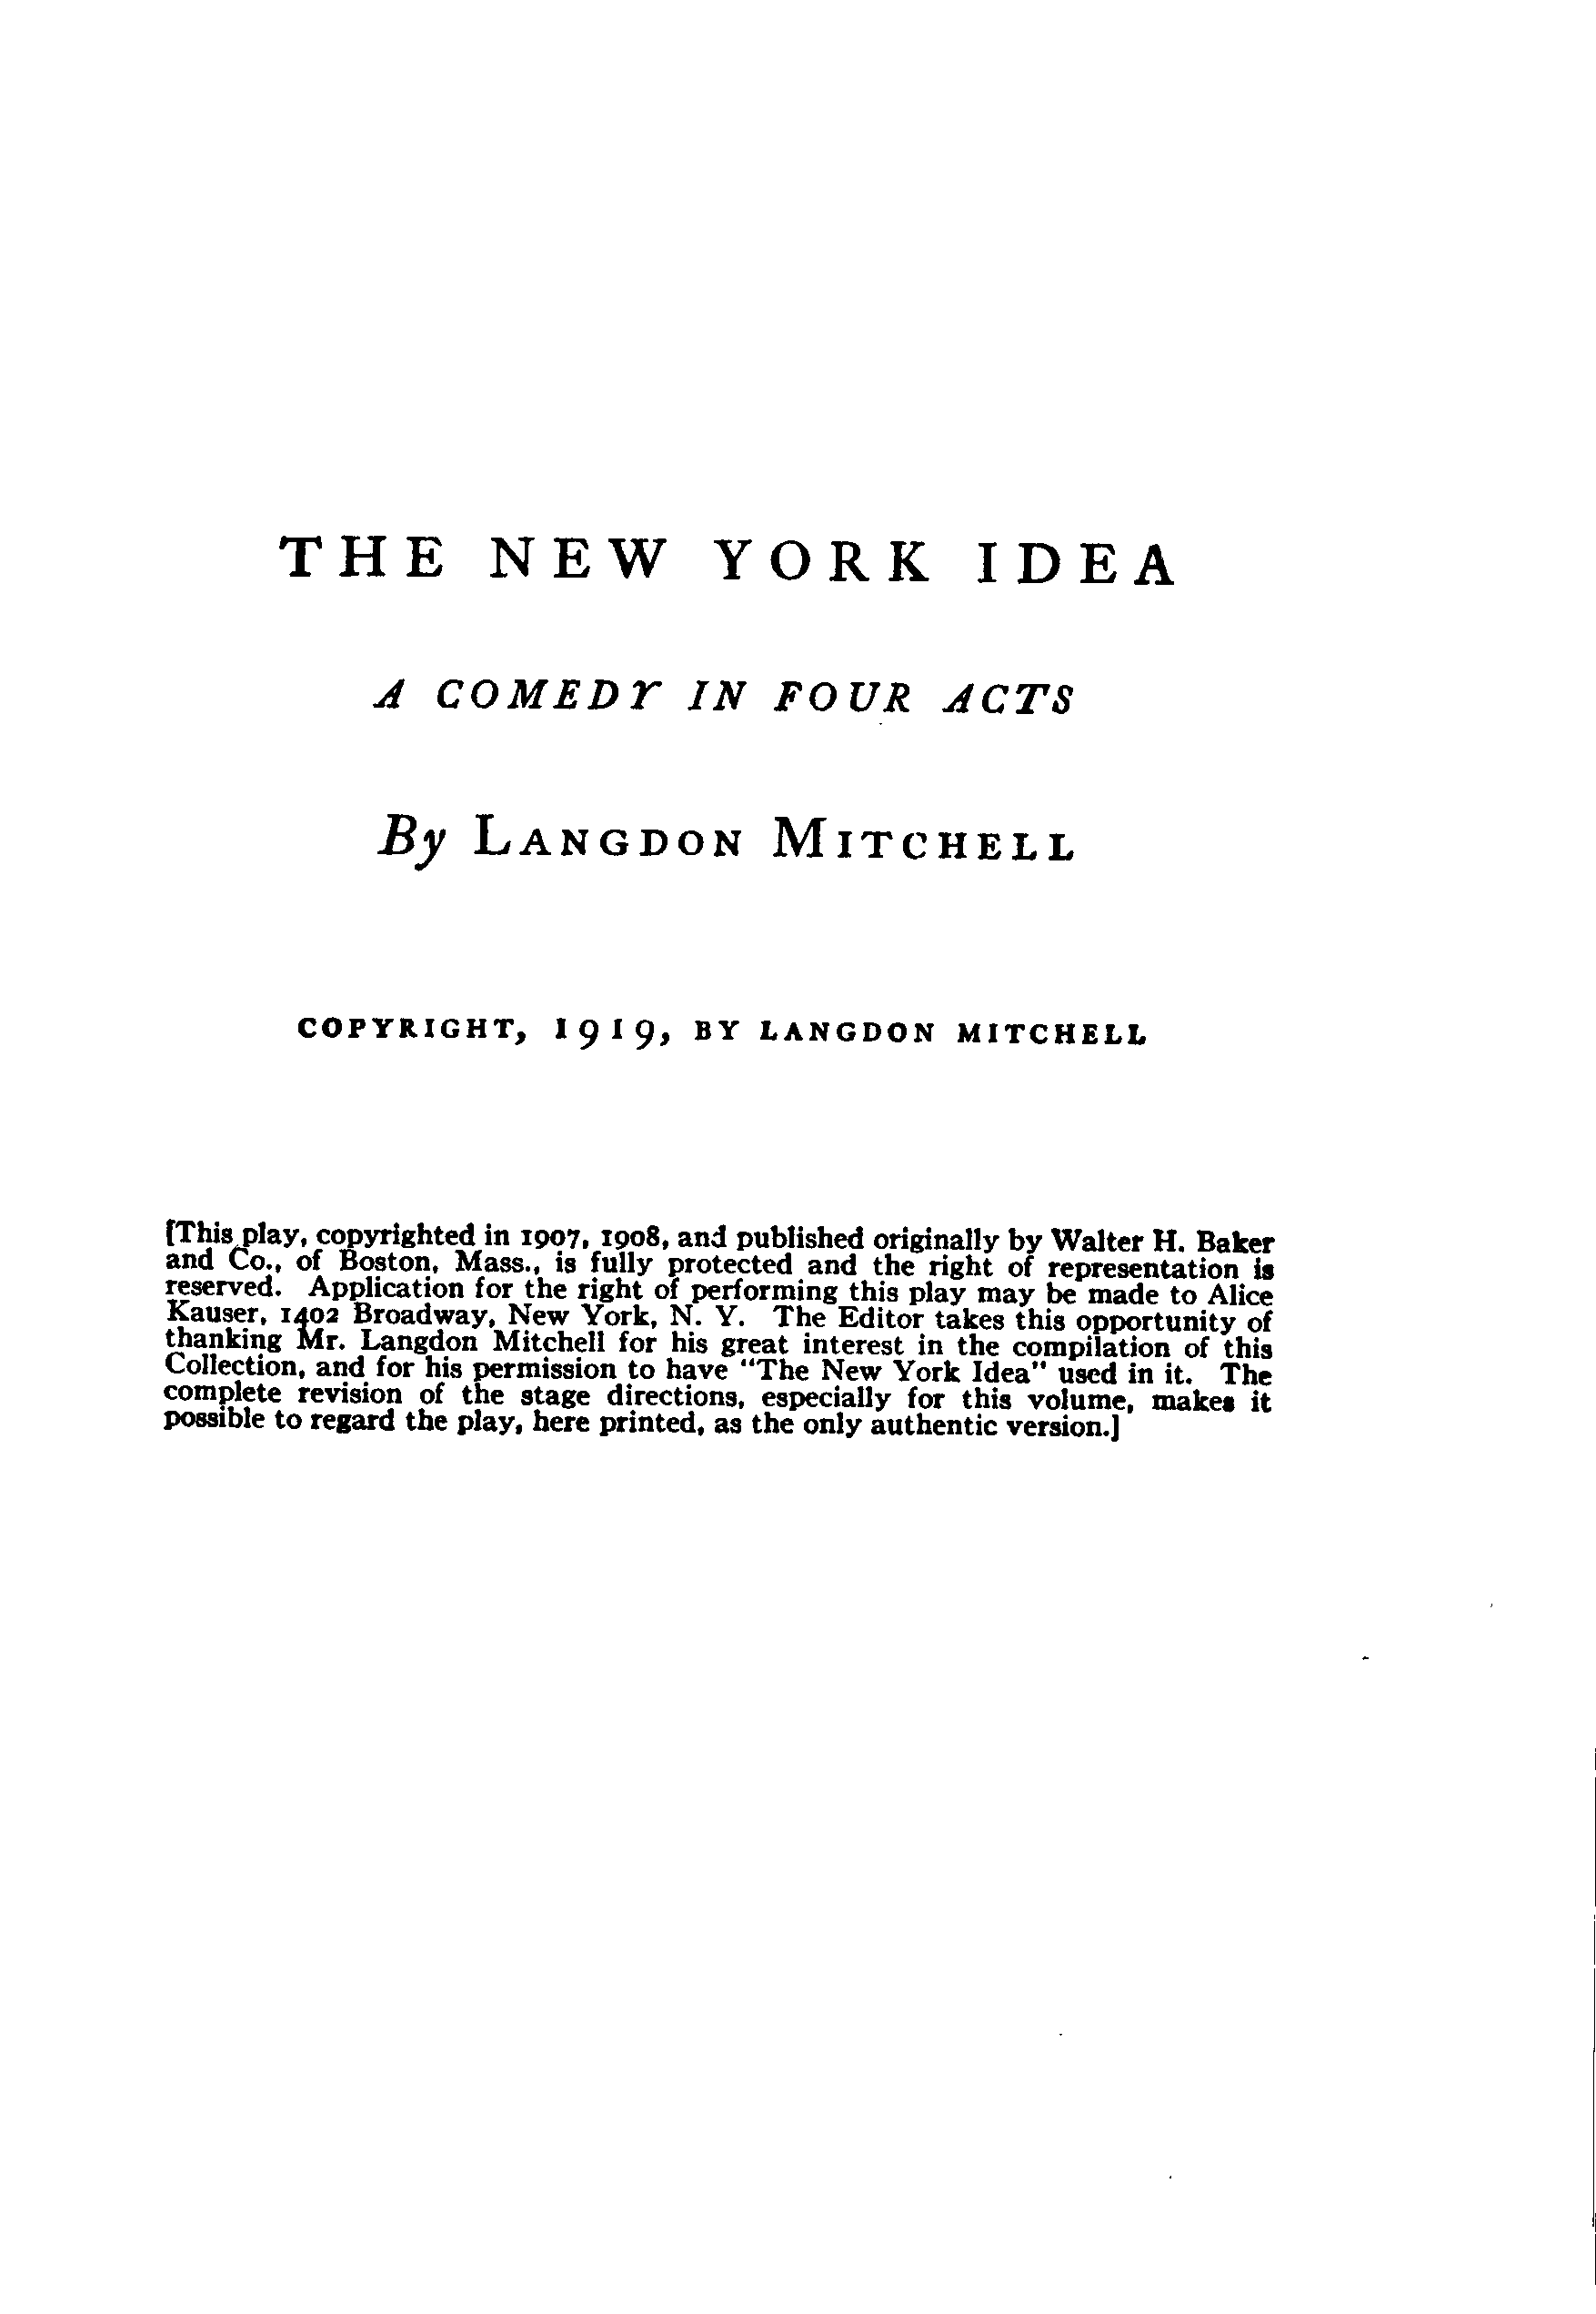 THE NEW YORK IDEA
A COMEDY IN FOUR ACTS
By LANGDON MITCHELL
COPYRIGHT, 1919, BY LANGDON MITCHELL
[This play, copyrighted in 1907, 1908, and published originally by Walter H. Baker
and Co., of Boston, Mass., is fully protected and the right of representation is
reserved. Application for the right of performing this play may be made to Alice
Kauser, 1402 Broadway, New York, N. Y. The Editor takes this opportunity of
thanking Mr. Langdon Mitchell for his great interest in the compilation of this
Collection, and for his permission to have "The New York Idea" used in it. The
complete revision of the stage directions, especially for this volume, makes it
possible to regard the play, here printed, as the only authentic version.]